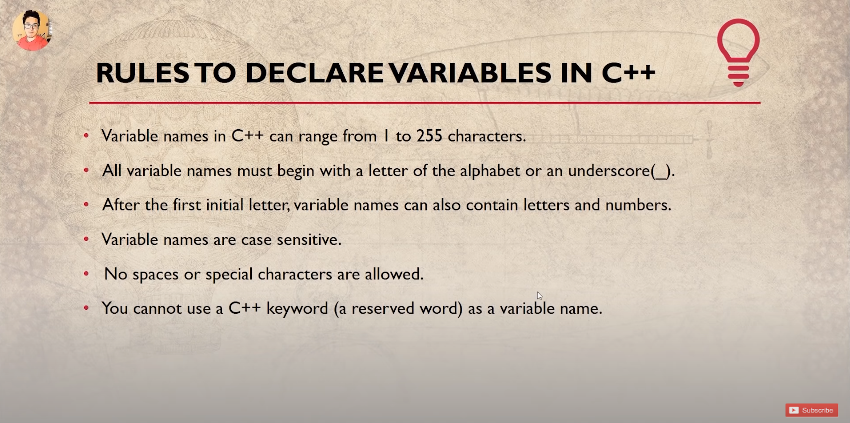 RULES TO DECLARE VARIABLES IN C++
• Variable names in C++ can range from 1 to 255 characters.
• All variable names must begin with a letter of the alphabet or an underscore(_).
• After the first initial letter, variable names can also contain letters and numbers.
• Variable names are case sensitive.
• No spaces or special characters are allowed.
• You cannot use a C++ keyword (a reserved word) as a variable name.
Subscribe